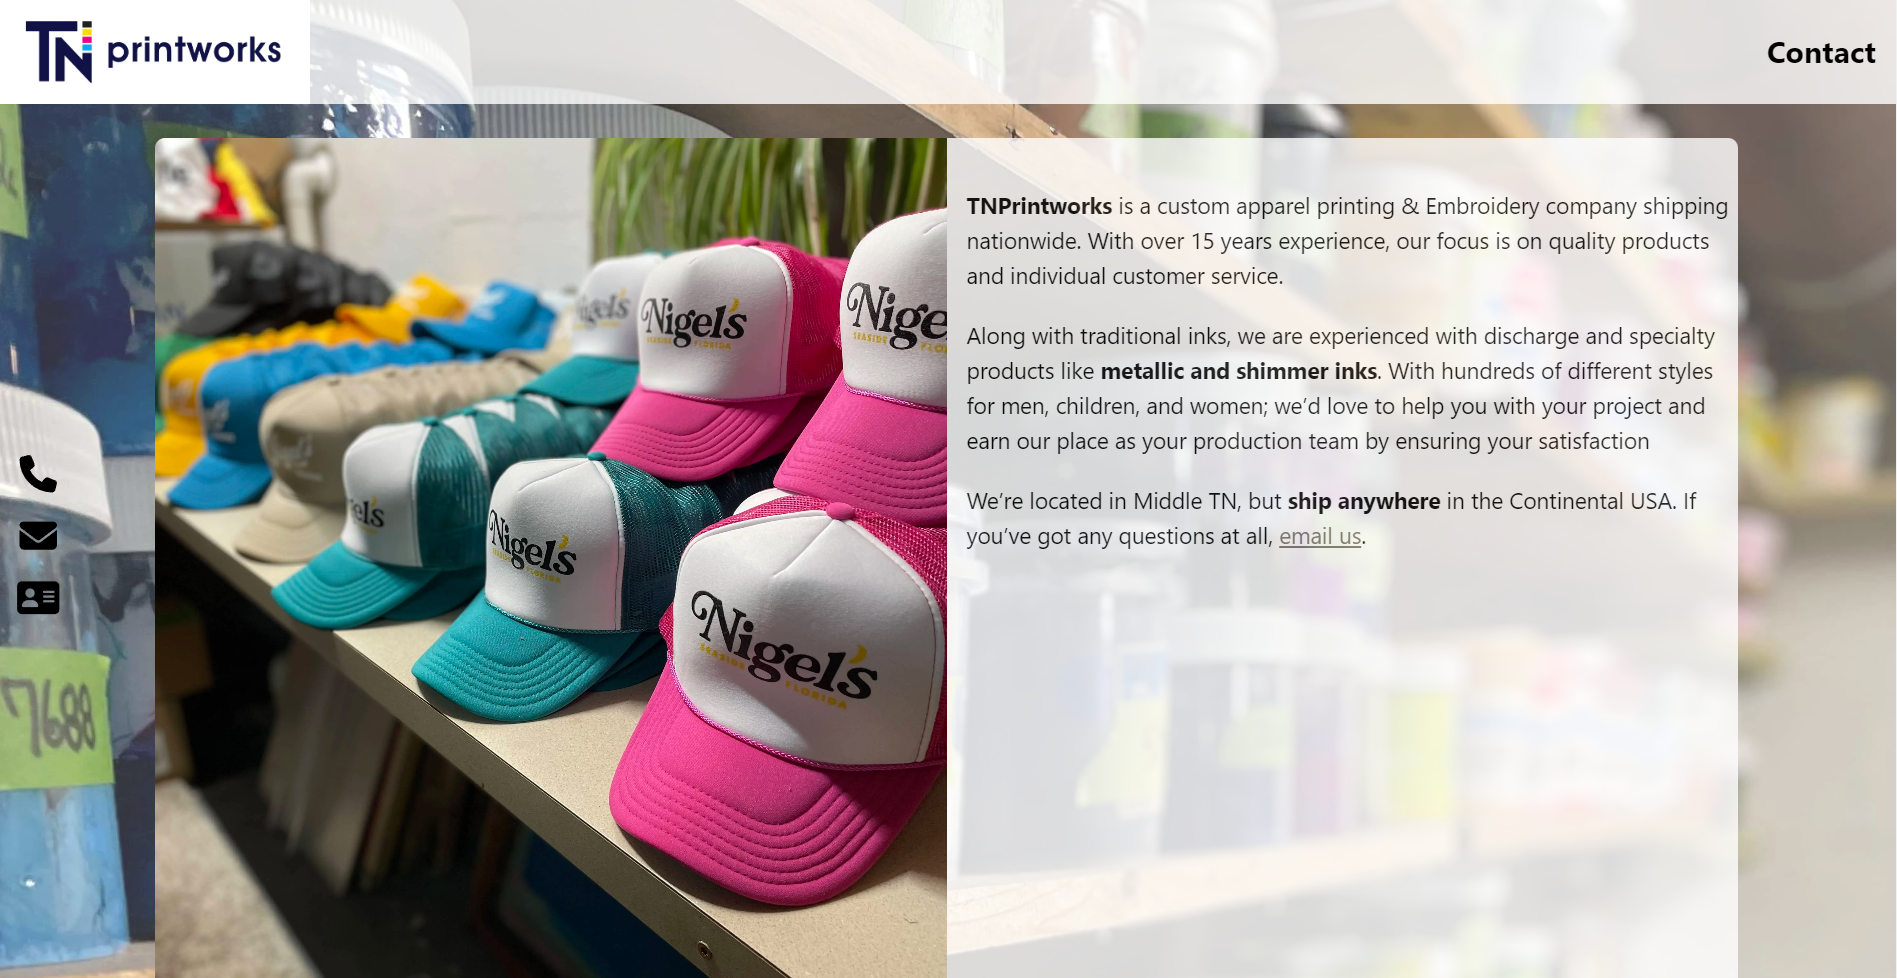 TN printworks
Contact
TNPrintworks is a custom apparel printing & Embroidery company shipping
nationwide. With over 15 years experience, our focus is on quality products
and individual customer service.
Along with traditional inks, we are experienced with discharge and specialty
products like metallic and shimmer inks. With hundreds of different styles
for men, children, and women; we’d love to help you with your project and
earn our place as your production team by ensuring your satisfaction
We’re located in Middle TN, but ship anywhere in the Continental USA. If
you’ve got any questions at all, email us.
Nigel's
Nigel's
SEASIDE FLORIDA
Nige
SEASIDE FLO
Nigel's
SEASIDE FLORIDA
Nigel's
SEASIDE FLORIDA
7688